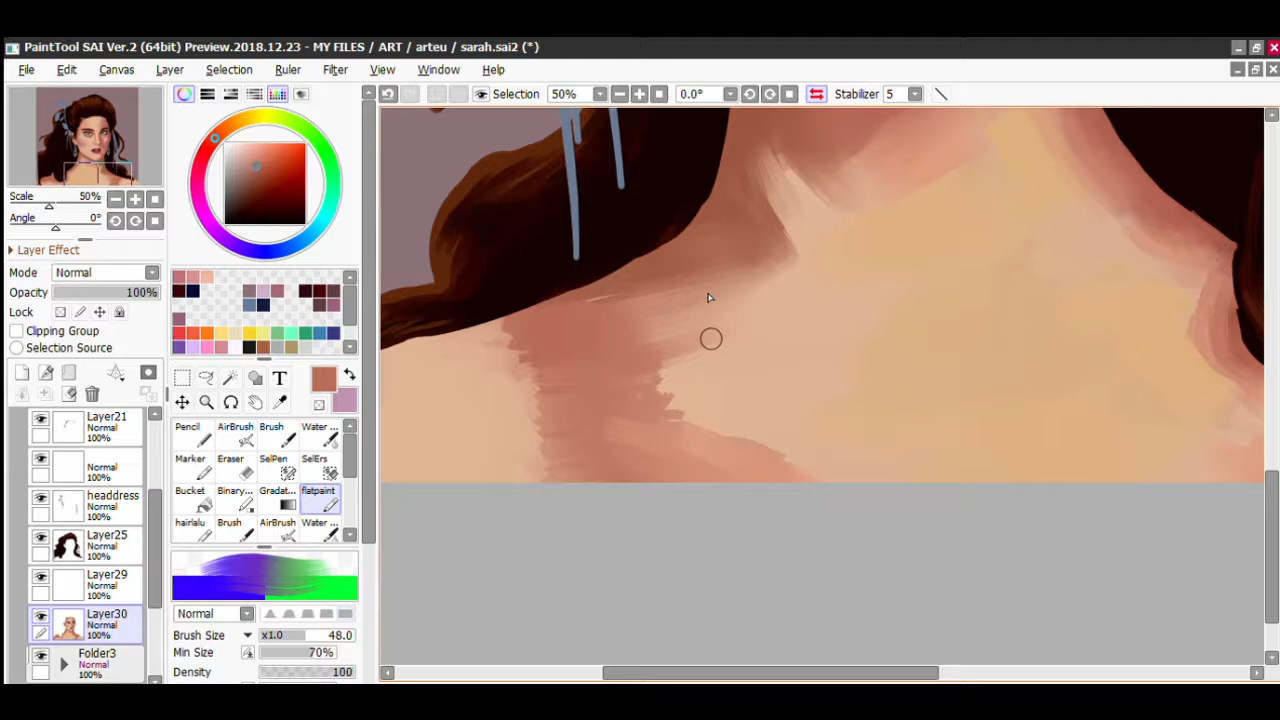 PaintTool SAI Ver.2 (64bit) Preview.2018.12.23 - MY FILES / ART / arteu / sarah.sai2 (*)
File Edit Canvas Layer Selection Ruler Filter View Window Help
Selection 50% 0.0° Stabilizer 5
Scale 50%
Angle 0°
Layer Effect
Mode Normal
Opacity 100%
Lock
Clipping Group
Selection Source
T
Layer21
Normal
100%
Normal
100%
headdress
Normal
100%
Layer25
Normal
100%
Layer29
Normal
100%
Layer30
Normal
100%
Folder3
Normal
100%
Pencil AirBrush Brush Water ...
Marker Eraser SelPen SelErs
Bucket Binary... Gradat... flatpaint
hairlalu Brush AirBrush Water ...
Normal
Brush Size x1.0 48.0
Min Size 70%
Density 100